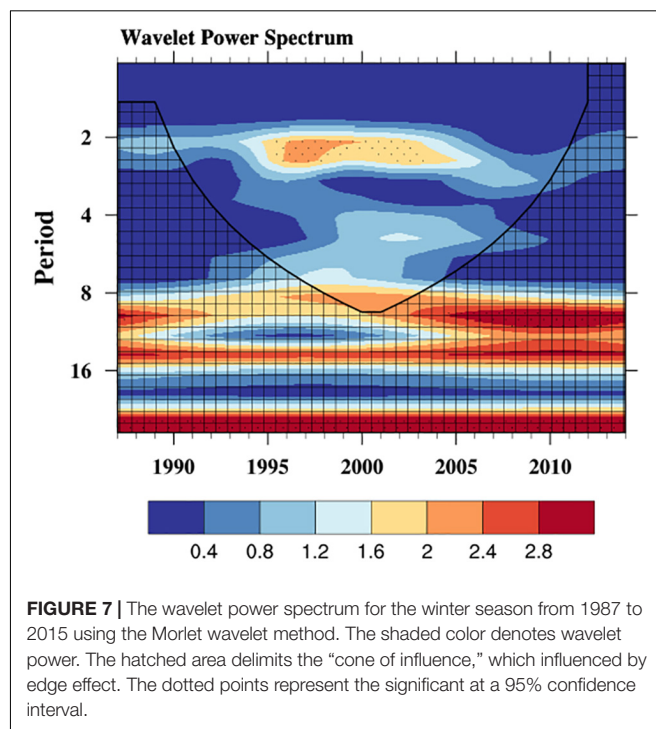 Wavelet Power Spectrum
Period
2
4
8
16
1990 1995 2000 2005 2010
0.4 0.8 1.2 1.6 2 2.4 2.8
FIGURE 7 | The wavelet power spectrum for the winter season from 1987 to
2015 using the Morlet wavelet method. The shaded color denotes wavelet
power. The hatched area delimits the “cone of influence,” which influenced by
edge effect. The dotted points represent the significant at a 95% confidence
interval.